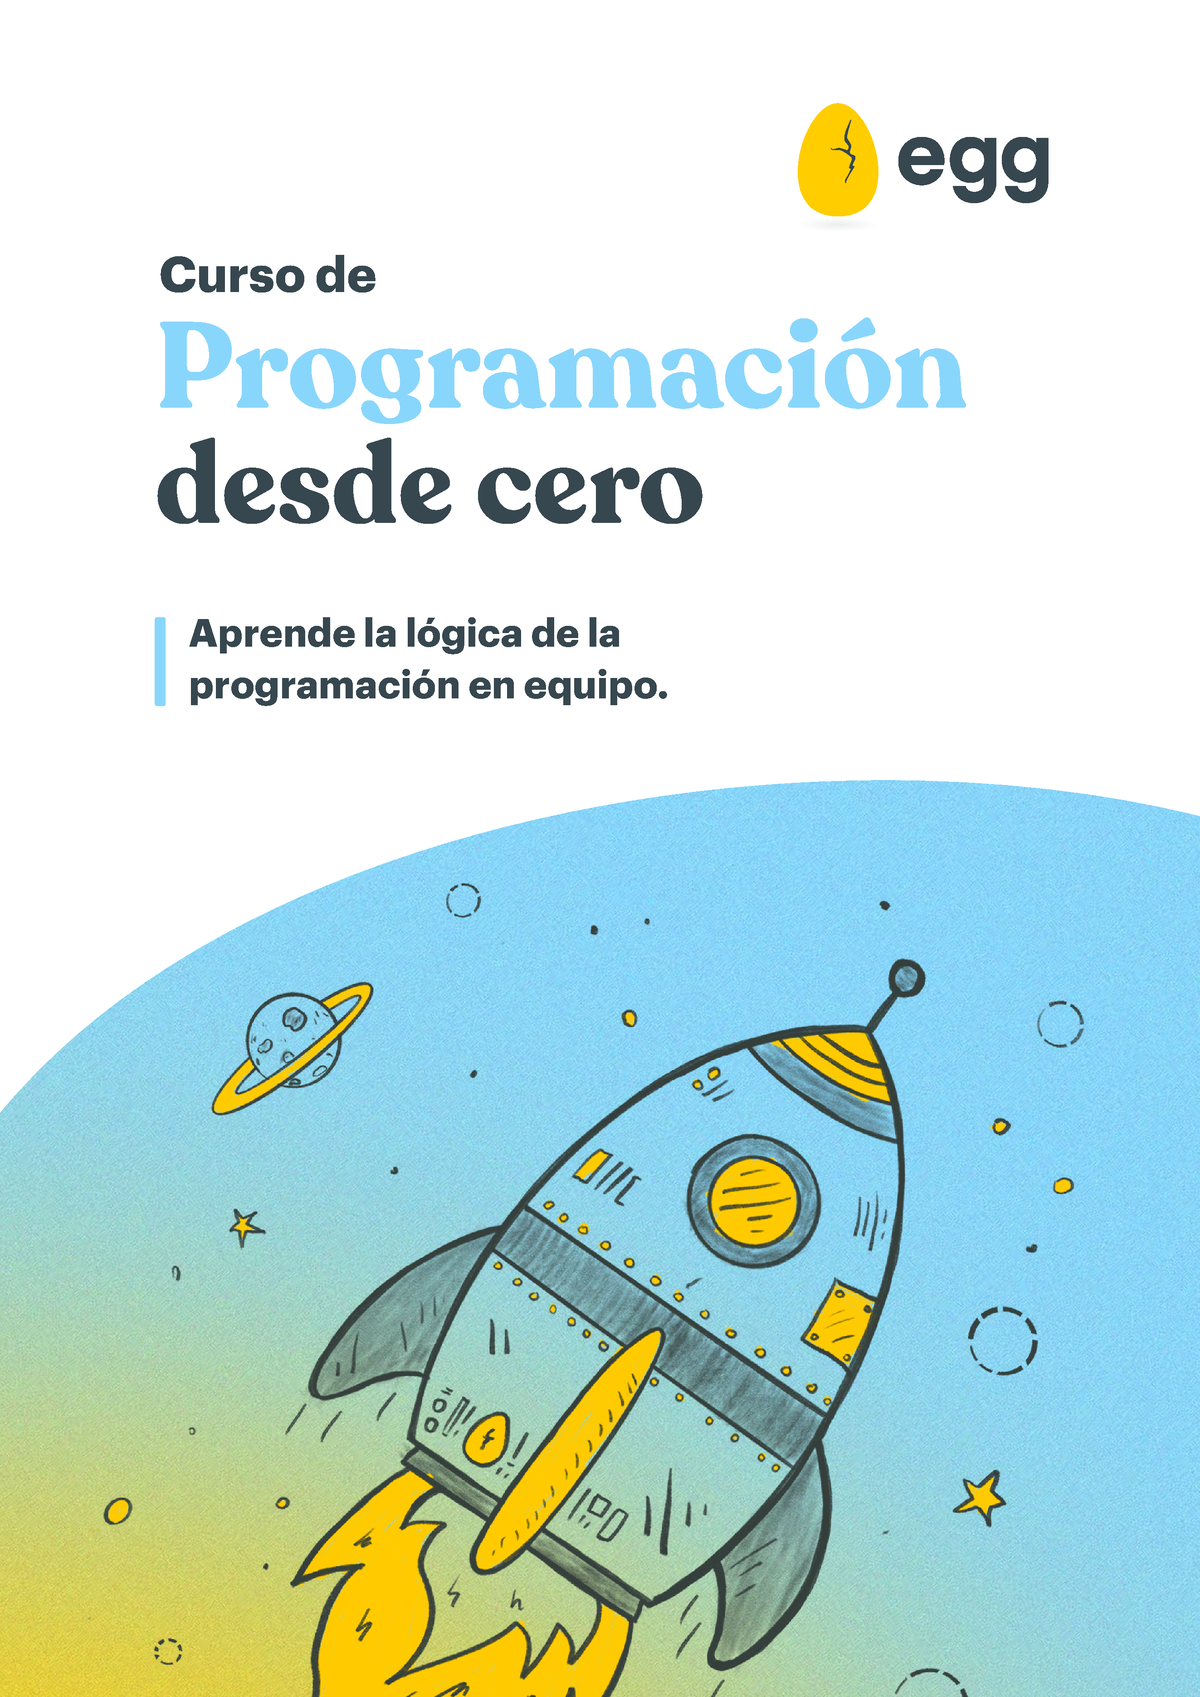 egg
Curso de
Programación
desde cero
Aprende la lógica de la
programación en equipo.